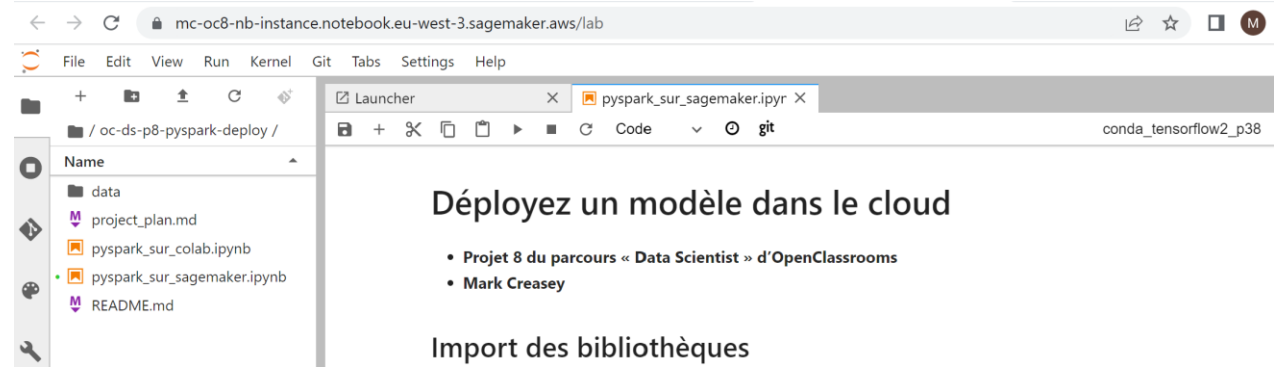 mc-oc8-nb-instance.notebook.eu-west-3.sagemaker.aws/lab
M
File Edit View Run Kernel Git Tabs Settings Help
Launcher pyspark_sur_sagemaker.ipyr
/ oc-ds-p8-pyspark-deploy / Code git conda_tensorflow2_p38
Name
data
project_plan.md
pyspark_sur_colab.ipynb
pyspark_sur_sagemaker.ipynb
README.md
Déployez un modèle dans le cloud
• Projet 8 du parcours « Data Scientist » d’OpenClassrooms
• Mark Creasey
Import des bibliothèques